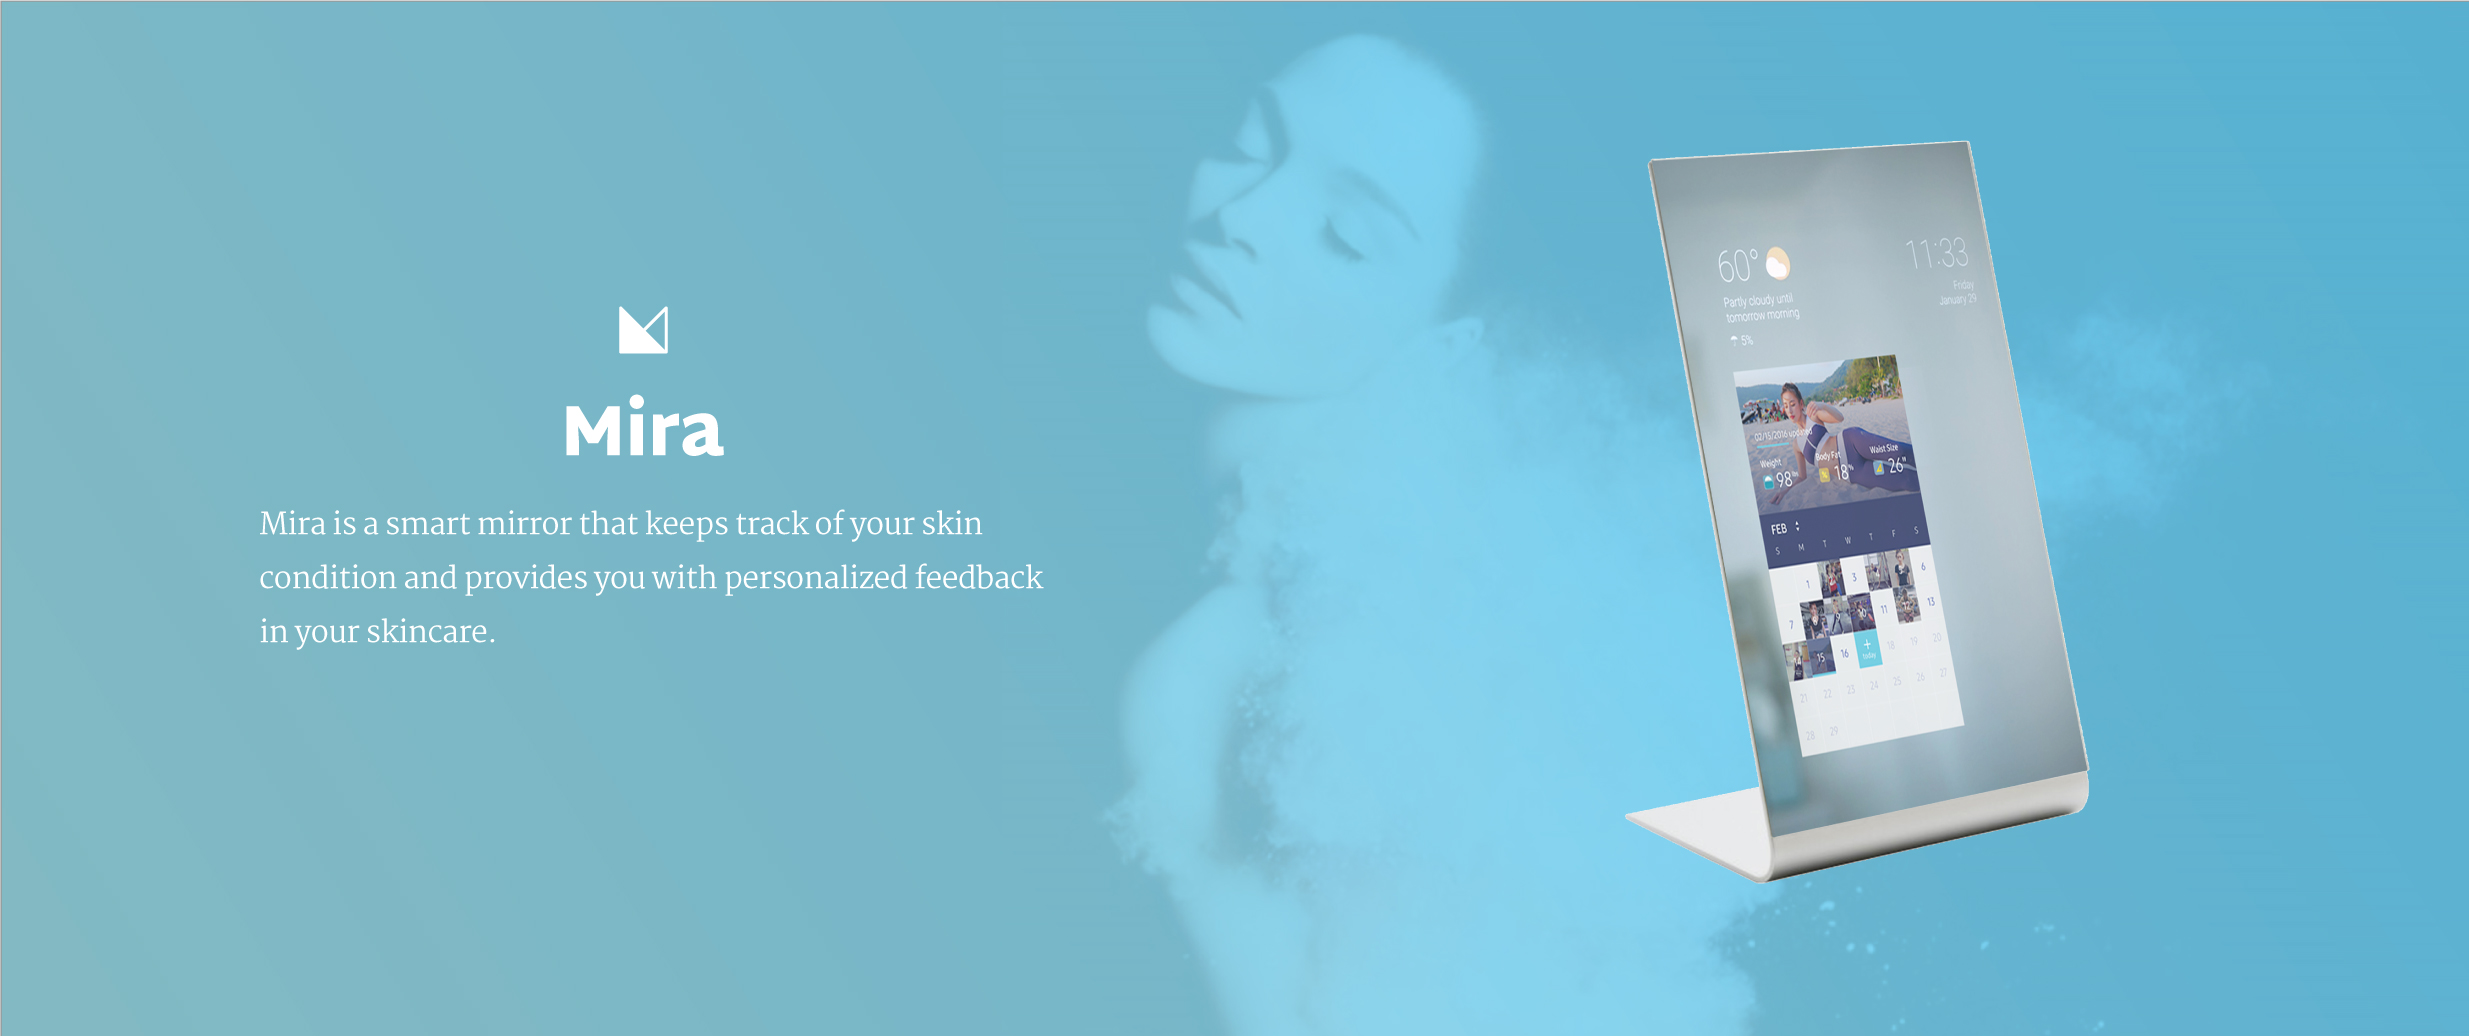 Mira
Mira is a smart mirror that keeps track of your skin
condition and provides you with personalized feedback
in your skincare.
60°
Partly cloudy until
tomorrow morning
5%
11:33
Friday
January 29
02/15/2016 updated
Weight
98
Body Fat
18%
Waist Size
26"
FEB
S M T W T F S
1 3 6
7 11 13
15 16 + today 18 19 20
21 22 23 24 25 26 27
28 29